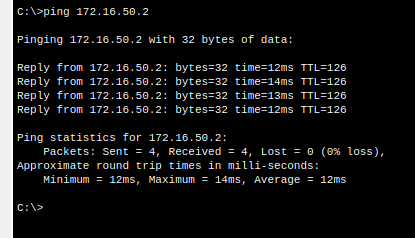 C:\>ping 172.16.50.2
Pinging 172.16.50.2 with 32 bytes of data:
Reply from 172.16.50.2: bytes=32 time=12ms TTL=126
Reply from 172.16.50.2: bytes=32 time=14ms TTL=126
Reply from 172.16.50.2: bytes=32 time=13ms TTL=126
Reply from 172.16.50.2: bytes=32 time=12ms TTL=126
Ping statistics for 172.16.50.2:
    Packets: Sent = 4, Received = 4, Lost = 0 (0% loss),
Approximate round trip times in milli-seconds:
    Minimum = 12ms, Maximum = 14ms, Average = 12ms
C:\>